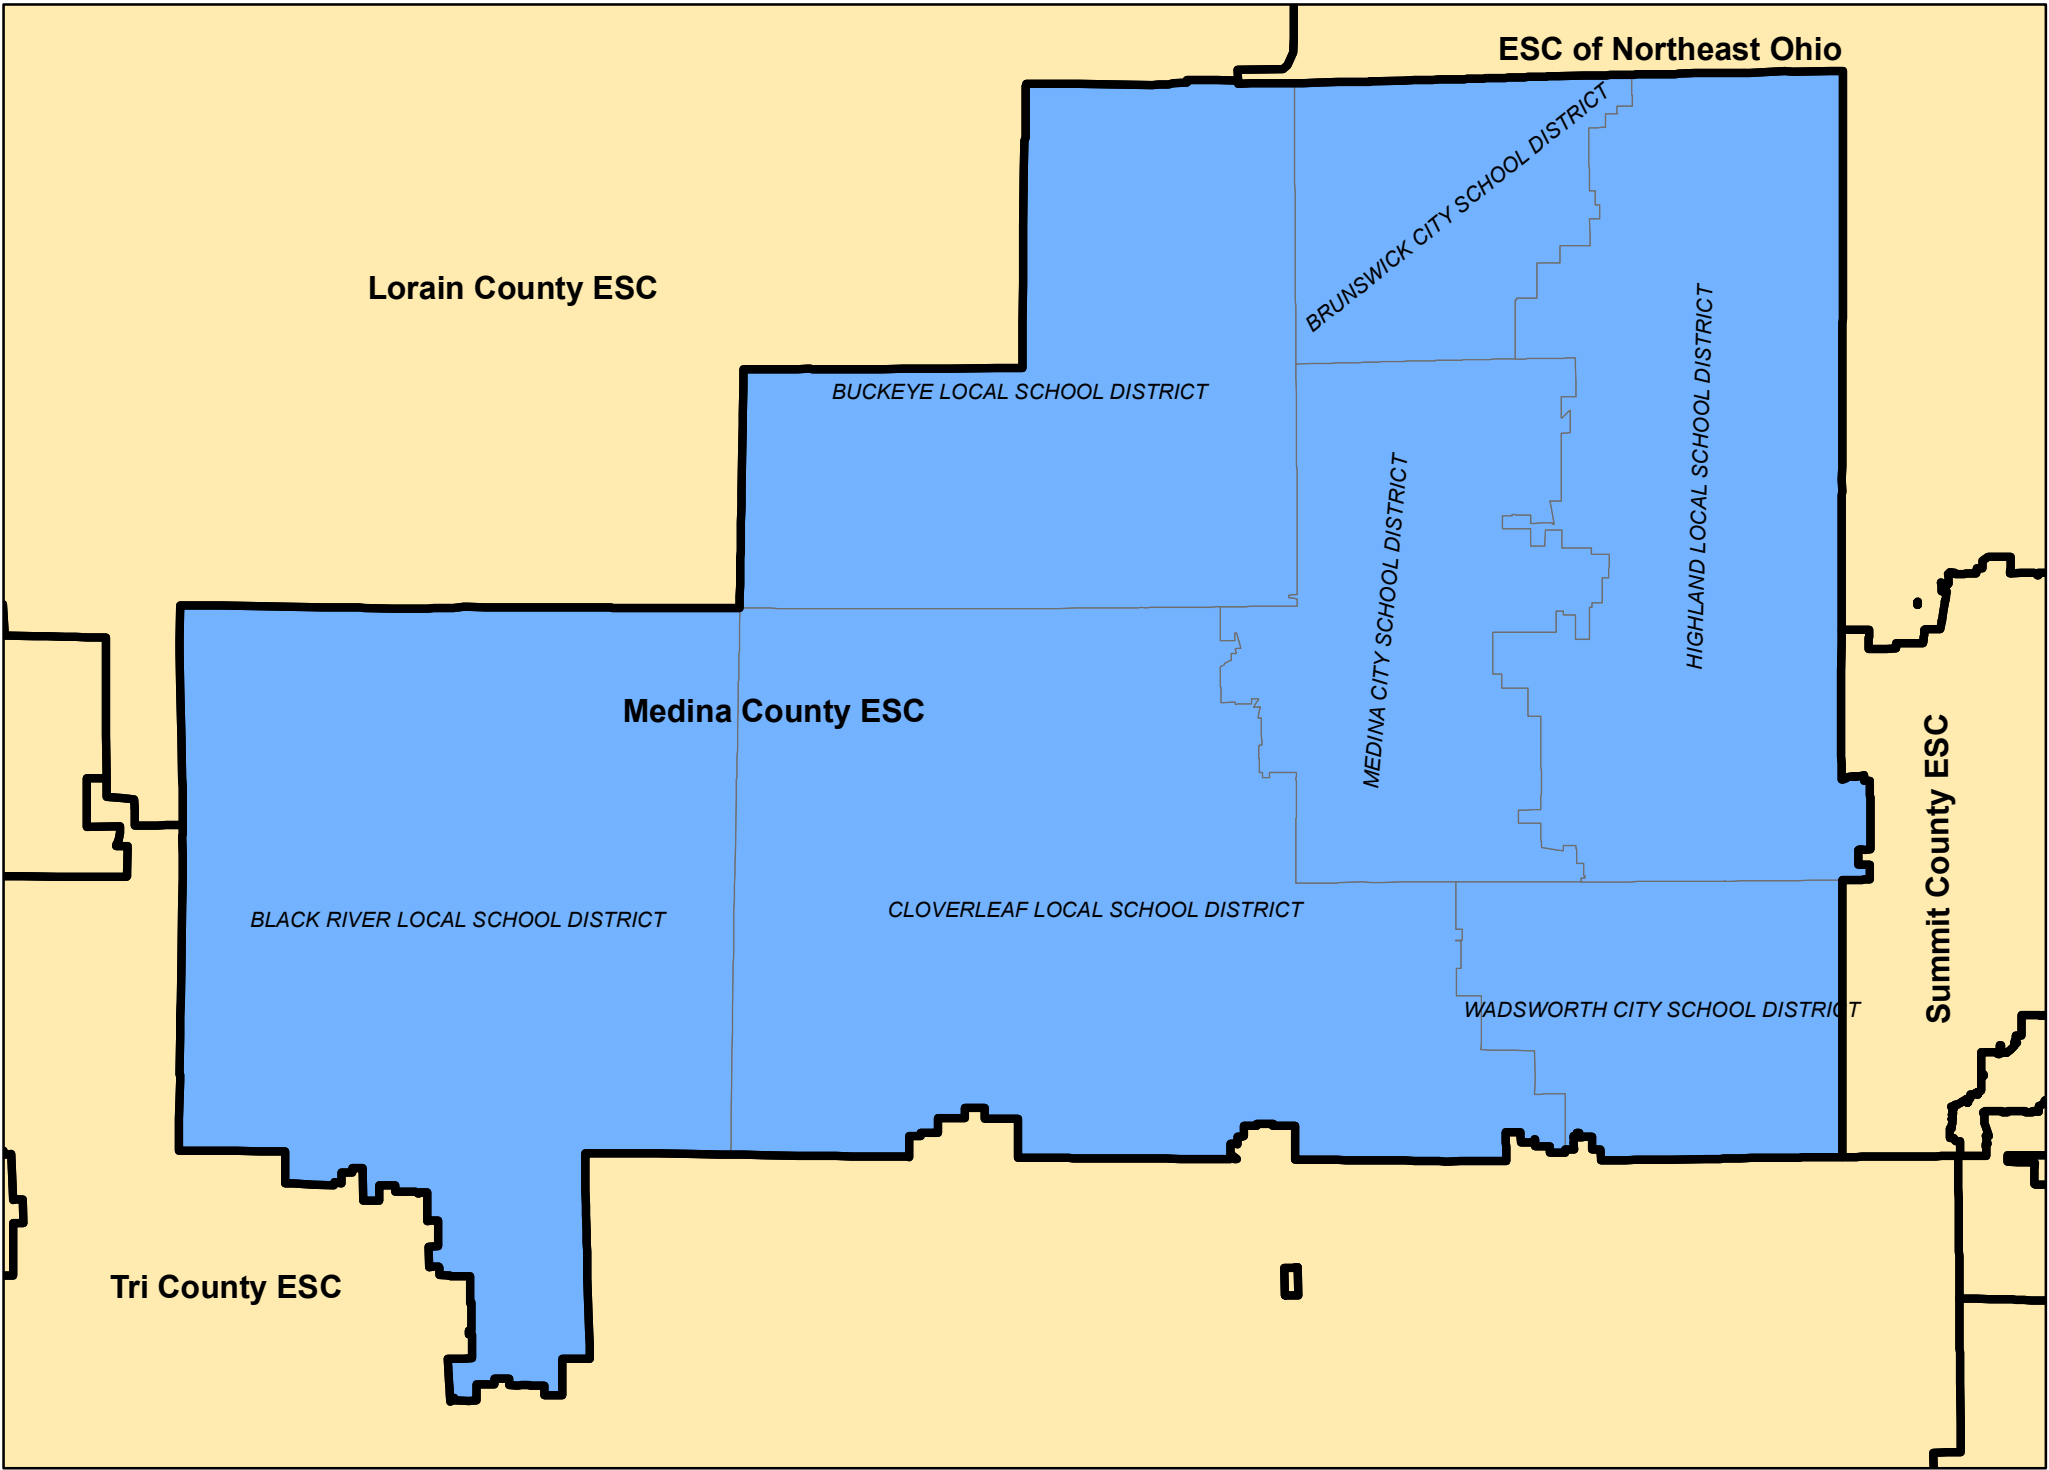 ESC of Northeast Ohio
BRUNSWICK CITY SCHOOL DISTRICT
Lorain County ESC
BUCKEYE LOCAL SCHOOL DISTRICT
HIGHLAND LOCAL SCHOOL DISTRICT
MEDINA CITY SCHOOL DISTRICT
Medina County ESC
Summit County ESC
BLACK RIVER LOCAL SCHOOL DISTRICT
CLOVERLEAF LOCAL SCHOOL DISTRICT
WADSWORTH CITY SCHOOL DISTRICT
Tri County ESC